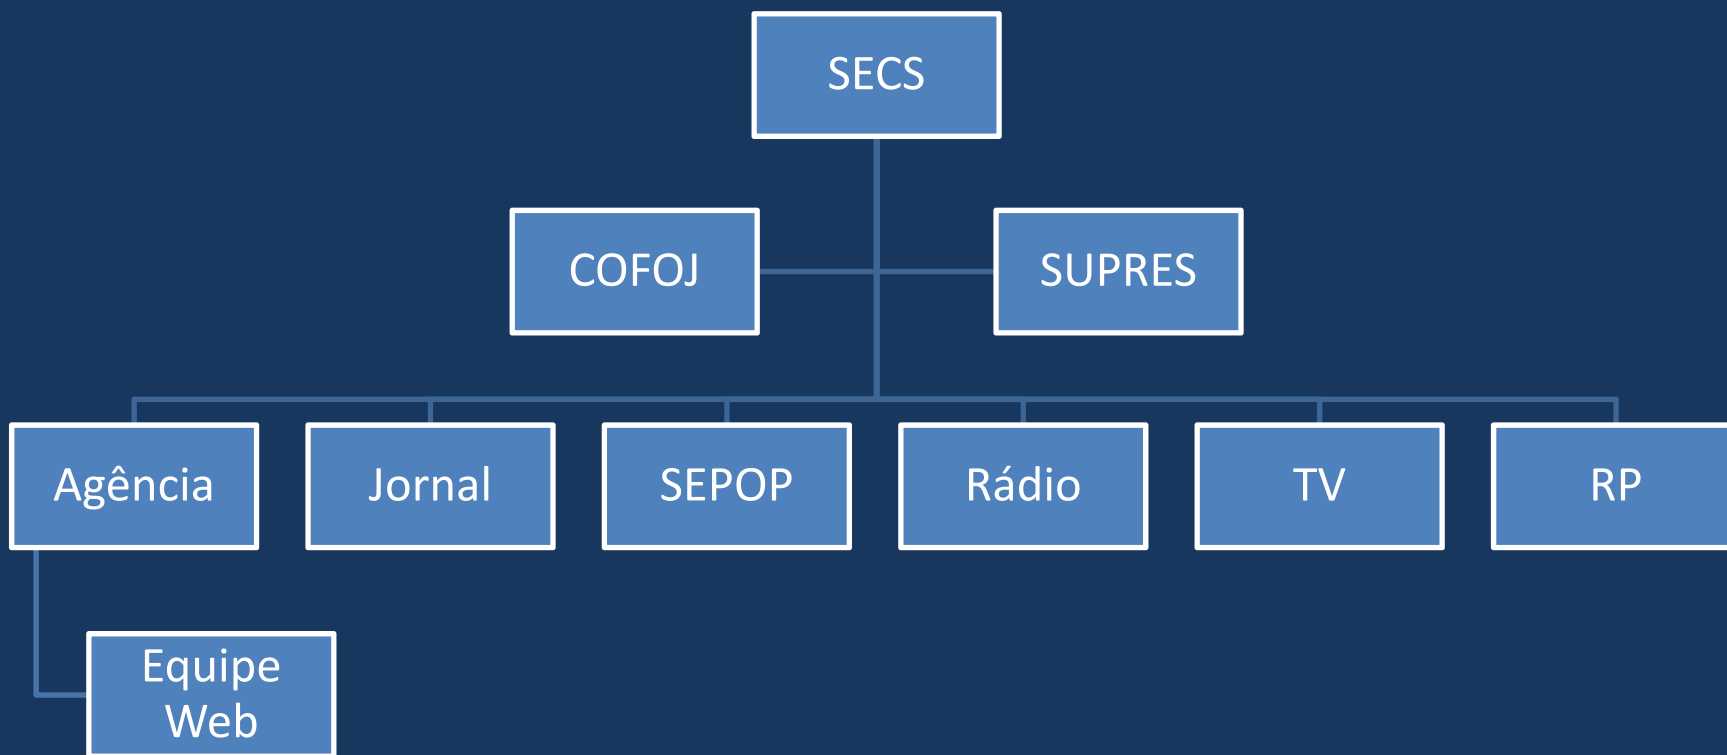 SECS
COFOJ
SUPRES
Agência
Jornal
SEPOP
Rádio
TV
RP
Equipe
Web